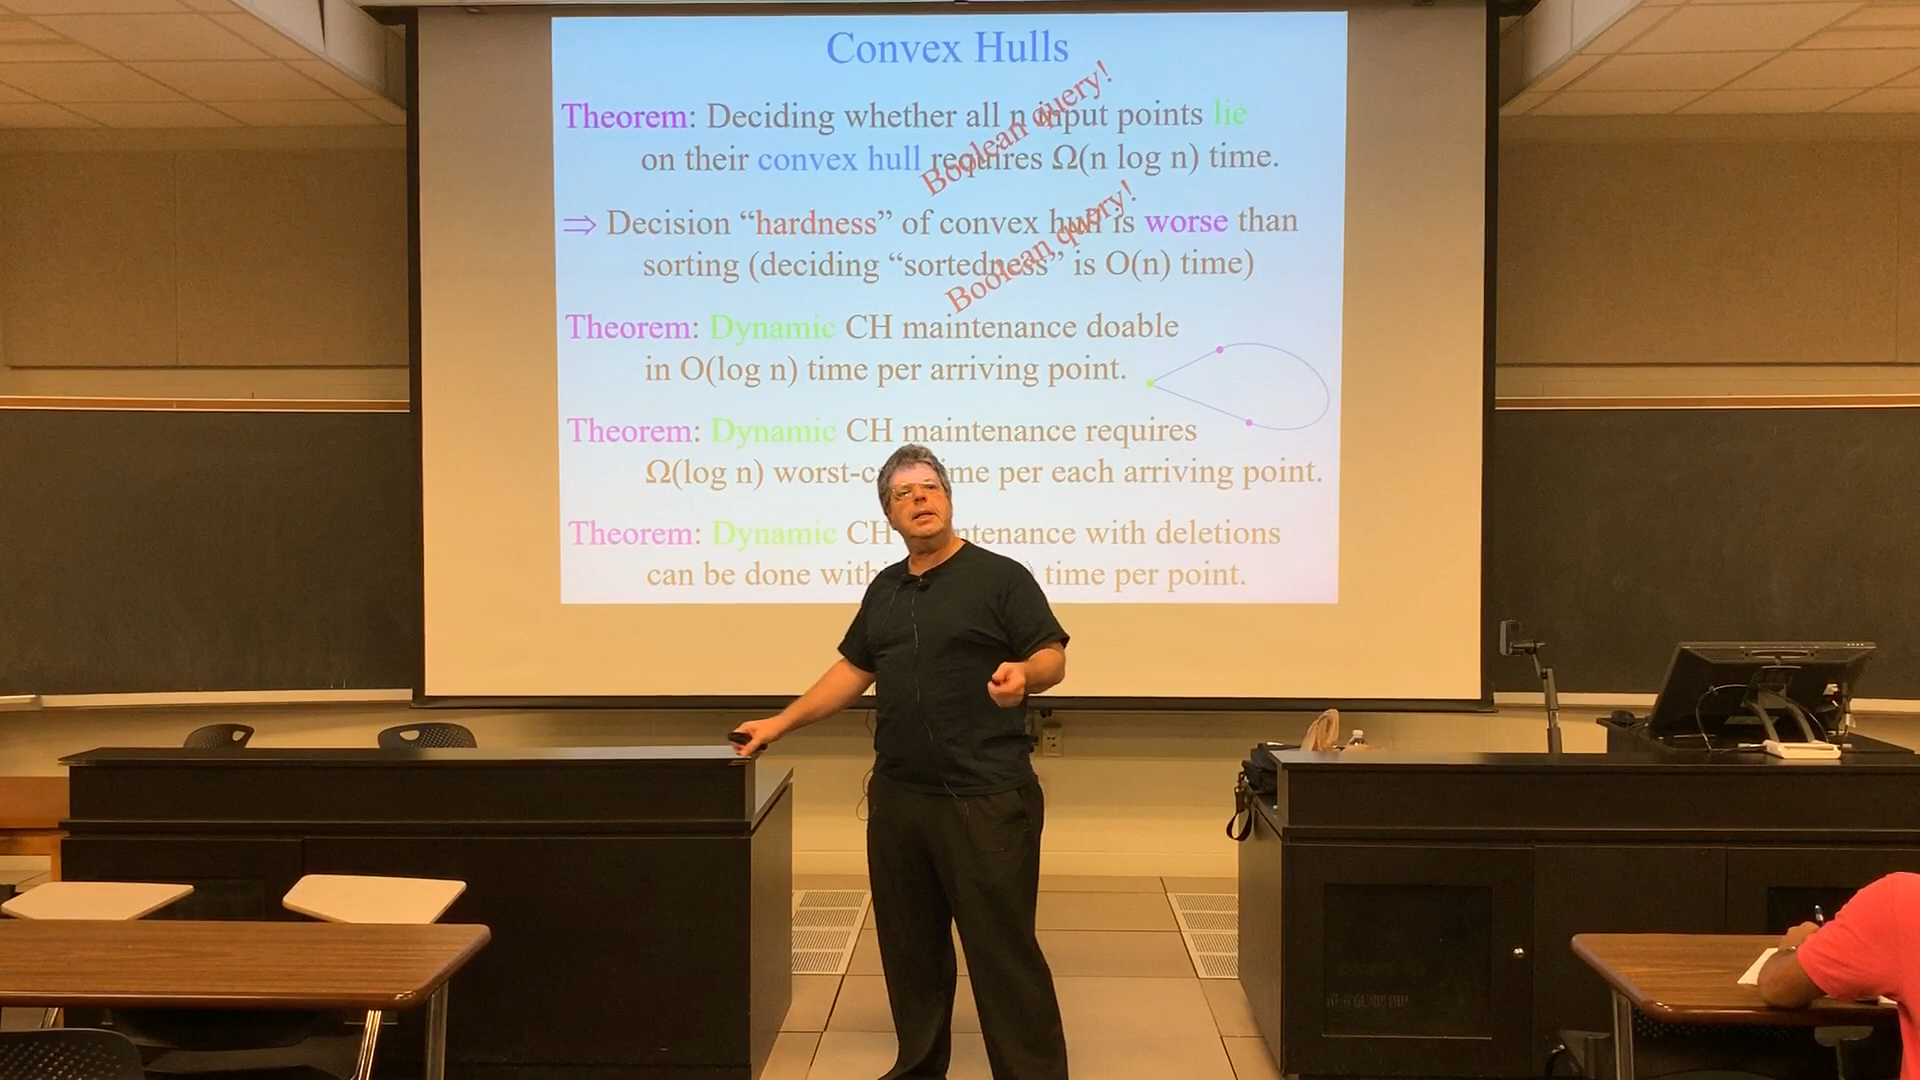 Convex Hulls
Theorem: Deciding whether all n input points lie
on their convex hull requires Ω(n log n) time.
Boolean query!
⇒ Decision “hardness” of convex hull is worse than
sorting (deciding “sortedness” is O(n) time)
Boolean query!
Theorem: Dynamic CH maintenance doable
in O(log n) time per arriving point.
Theorem: Dynamic CH maintenance requires
Ω(log n) worst-c me per each arriving point.
Theorem: Dynamic CH ntenance with deletions
can be done with ) time per point.